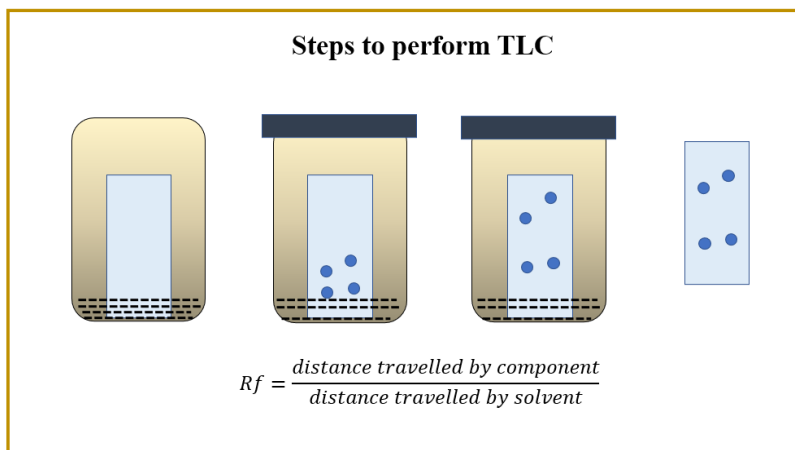 Steps to perform TLC
Rf = distance travelled by component
distance travelled by solvent